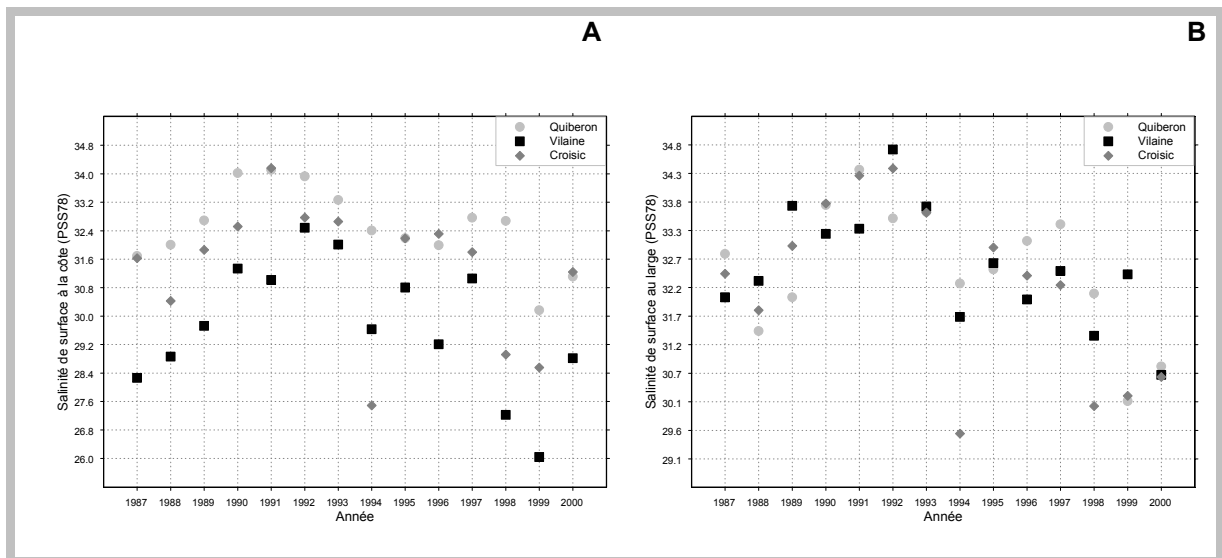 A
Salinité de surface à la côte (PSS78)
34.8
34.0
33.2
32.4
31.6
30.8
30.0
29.2
28.4
27.6
26.8
26.0
Quiberon
Vilaine
Croisic
1987 1988 1989 1990 1991 1992 1993 1994 1995 1996 1997 1998 1999 2000
Année
B
Salinité de surface au large (PSS78)
34.8
34.3
33.8
33.3
32.7
32.2
31.7
31.2
30.7
30.1
29.6
29.1
Quiberon
Vilaine
Croisic
1987 1988 1989 1990 1991 1992 1993 1994 1995 1996 1997 1998 1999 2000
Année